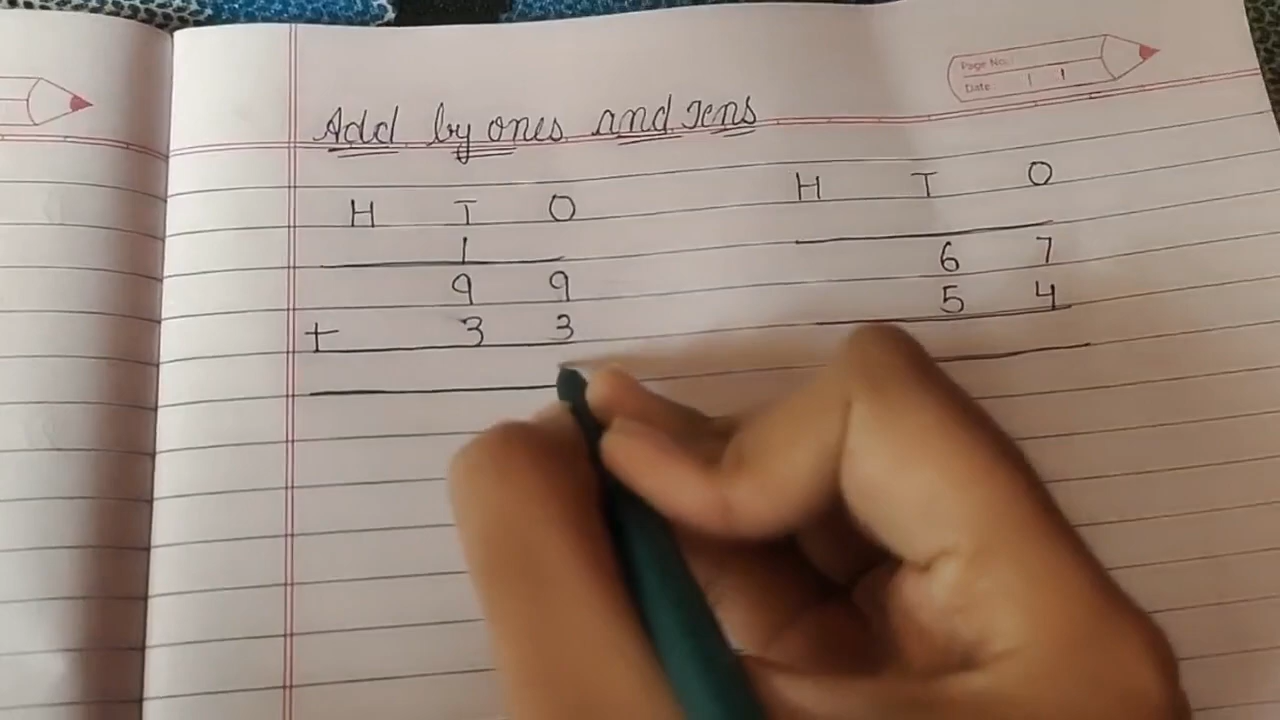 Page No.:
Date:
Add by ones and Tens
H T O
1
9 9
+ 3 3
H T O
6 7
5 4